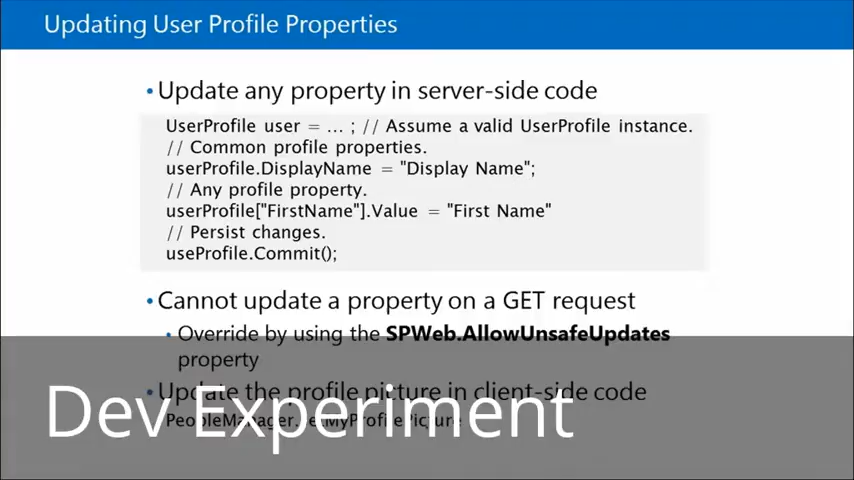 Updating User Profile Properties
•Update any property in server-side code
UserProfile user = ... ; // Assume a valid UserProfile instance.
// Common profile properties.
userProfile.DisplayName = "Display Name";
// Any profile property.
userProfile["FirstName"].Value = "First Name"
// Persist changes.
useProfile.Commit();
•Cannot update a property on a GET request
• Override by using the SPWeb.AllowUnsafeUpdates
property
•Update the profile picture in client-side code
Dev Experiment